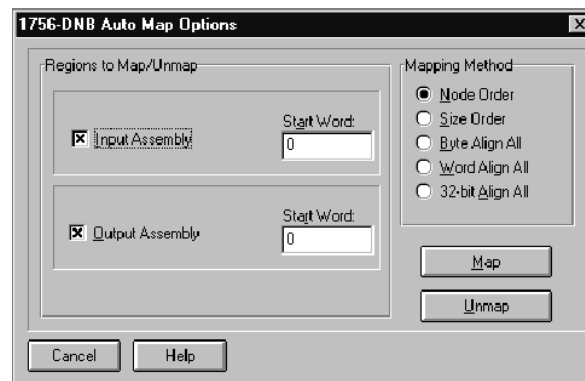 1756-DNB Auto Map Options
Regions to Map/Unmap
Input Assembly
Start Word:
0
Output Assembly
Start Word:
0
Mapping Method
Node Order
Size Order
Byte Align All
Word Align All
32-bit Align All
Map
Unmap
Cancel
Help